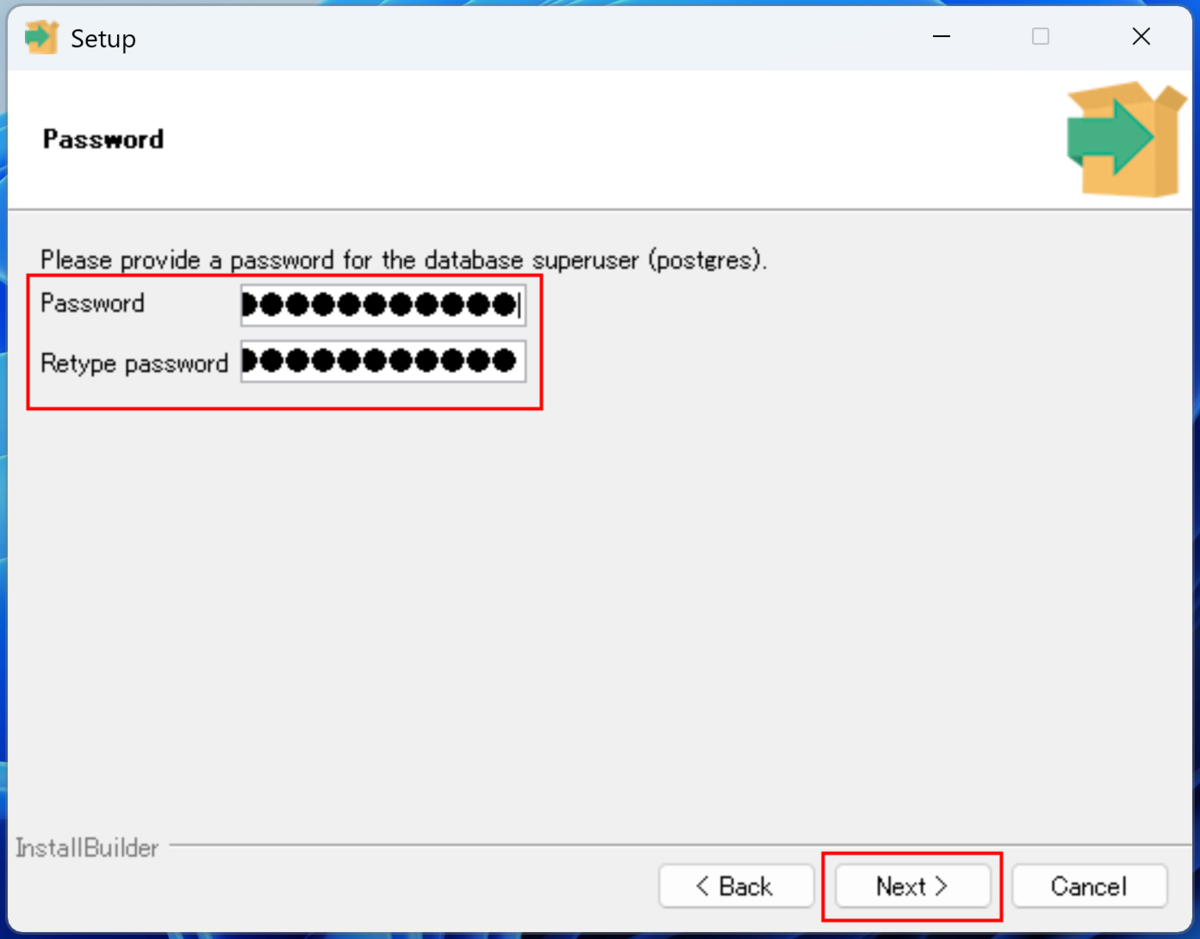 Setup
Password
Please provide a password for the database superuser (postgres).
Password
Retype password
InstallBuilder
< Back
Next >
Cancel